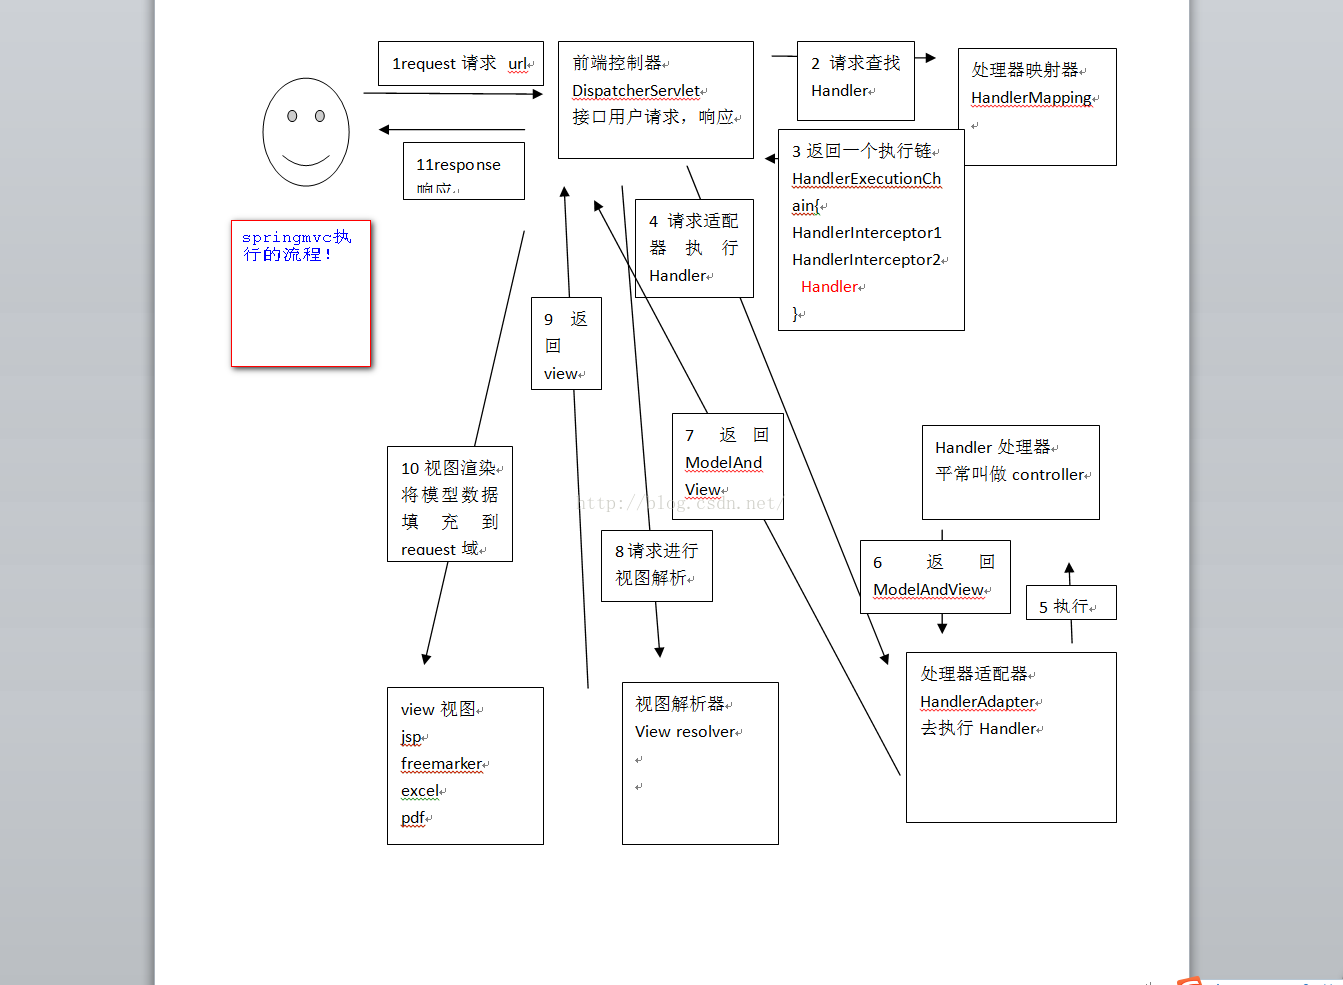 1request 请求 url
前端控制器
DispatcherServlet
接口用户请求，响应
2 请求查找
Handler
处理器映射器
HandlerMapping
11response
响应
3 返回一个执行链
HandlerExecutionCh
ain{
HandlerInterceptor1
HandlerInterceptor2
Handler
}
springmvc执
行的流程！
4 请求适配
器 执 行
Handler
9 返
回
view
7 返 回
ModelAnd
View
10 视图渲染
将模型数据
填 充 到
request 域
http://blog.csdn.net/
8 请求进行
视图解析
Handler 处理器
平常叫做 controller
6 返 回
ModelAndView
5 执行
处理器适配器
HandlerAdapter
去执行 Handler
view 视图
jsp
freemarker
excel
pdf
视图解析器
View resolver